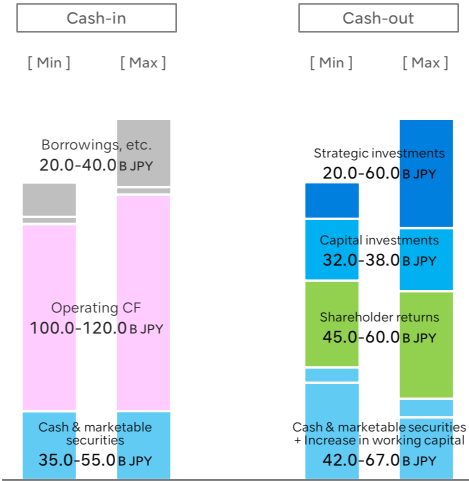 Cash-in
Cash-out
[ Min ]
[ Max ]
[ Min ]
[ Max ]
Borrowings, etc.
20.0-40.0 B JPY
Operating CF
100.0-120.0 B JPY
Cash & marketable
securities
35.0-55.0 B JPY
Strategic investments
20.0-60.0 B JPY
Capital investments
32.0-38.0 B JPY
Shareholder returns
45.0-60.0 B JPY
Cash & marketable securities
+ Increase in working capital
42.0-67.0 B JPY